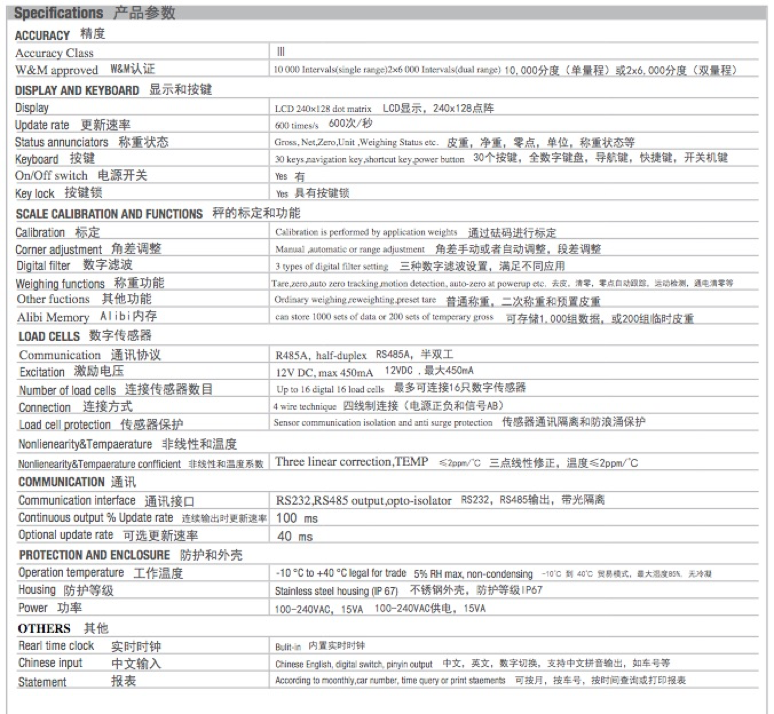 Specifications 产品参数
ACCURACY 精度
Accuracy Class III
W&M approved W&M认证 10 000 Intervals(single range)2×6 000 Intervals(dual range) 10,000分度（单量程）或2x6,000分度（双量程）
DISPLAY AND KEYBOARD 显示和按键
Display LCD 240×128 dot matrix LCD显示，240x128点阵
Update rate 更新速率 600 times/s 600次/秒
Status annunciators 称重状态 Gross, Net,Zero,Unit ,Weighing Status etc. 皮重，净重，零点，单位，称重状态等
Keyboard 按键 30 keys,navigation key,shortcut key,power button 30个按键，全数字键盘，导航键，快捷键，开关机键
On/Off switch 电源开关 Yes 有
Key lock 按键锁 Yes 具有按键锁
SCALE CALIBRATION AND FUNCTIONS 秤的标定和功能
Calibration 标定 Calibration is performed by application weights 通过砝码进行标定
Corner adjustment 角差调整 Manual ,automatic or range adjustment 角差手动或者自动调整，段差调整
Digital filter 数字滤波 3 types of digital filter setting 三种数字滤波设置，满足不同应用
Weighing functions 称重功能 Tare,zero,auto zero tracking,motion detection, auto-zero at powerup etc. 去皮，清零，零点自动跟踪，运动检测，通电清零等
Other fuctions 其他功能 Ordinary weighing,reweighting,preset tare 普通称重，二次称重和预置皮重
Alibi Memory Alibi内存 can store 1000 sets of data or 200 sets of temperary gross 可存储1,000组数据，或200组临时皮重
LOAD CELLS 数字传感器
Communication 通讯协议 R485A, half-duplex RS485A，半双工
Excitation 激励电压 12V DC, max 450mA 12VDC ，最大450mA
Number of load cells 连接传感器数目 Up to 16 digtal 16 load cells 最多可连接16只数字传感器
Connection 连接方式 4 wire technique 四线制连接（电源正负和信号AB）
Load cell protection 传感器保护 Sensor communication isolation and anti surge protection 传感器通讯隔离和防浪涌保护
Nonlienearity&Tempaerature 非线性和温度
Nonlienearity&Tempaerature confficient 非线性和温度系数 Three linear correction,TEMP ≤2ppm/℃ 三点线性修正，温度≤2ppm/℃
COMMUNICATION 通讯
Communication interface 通讯接口 RS232,RS485 output,opto-isolator RS232, RS485输出，带光隔离
Continuous output % Update rate 连续输出时更新速率 100 ms
Optional update rate 可选更新速率 40 ms
PROTECTION AND ENCLOSURE 防护和外壳
Operation temperature 工作温度 -10 °C to +40 °C legal for trade 5% RH max, non-condensing -10℃ 到 40℃ 贸易模式，最大湿度85%，无冷凝
Housing 防护等级 Stainless steel housing (IP 67) 不锈钢外壳，防护等级IP67
Power 功率 100-240VAC, 15VA 100-240VAC供电，15VA
OTHERS 其他
Rearl time clock 实时时钟 Bulit-in 内置实时时钟
Chinese input 中文输入 Chinese English, digital switch, pinyin output 中文，英文，数字切换，支持中文拼音输出，如车号等
Statement 报表 According to moonthly,car number, time query or print staements 可按月，按车号，按时间查询或打印报表